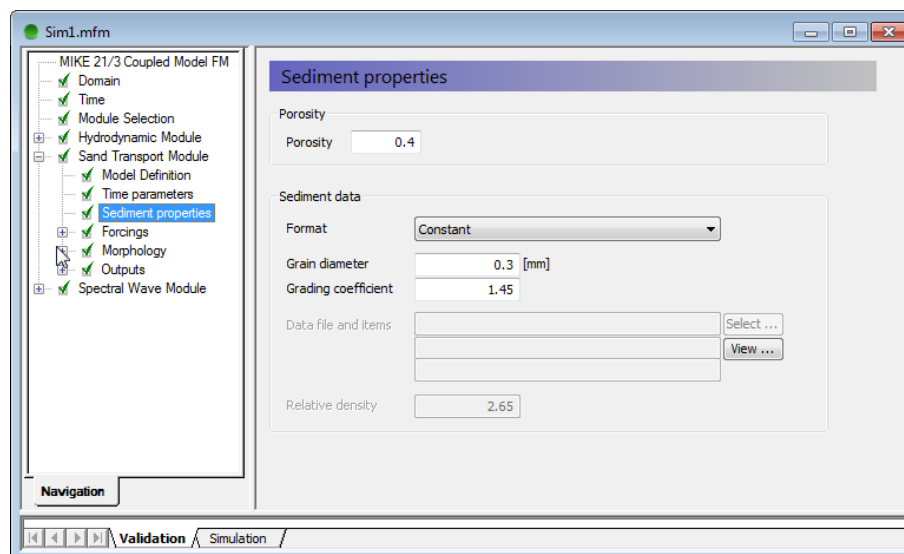 Sim1.mfm
MIKE 21/3 Coupled Model FM
Domain
Time
Module Selection
Hydrodynamic Module
Sand Transport Module
Model Definition
Time parameters
Sediment properties
Forcings
Morphology
Outputs
Spectral Wave Module
Navigation
Sediment properties
Porosity
Porosity 0.4
Sediment data
Format Constant
Grain diameter 0.3 [mm]
Grading coefficient 1.45
Data file and items Select ...
View ...
Relative density 2.65
Validation Simulation